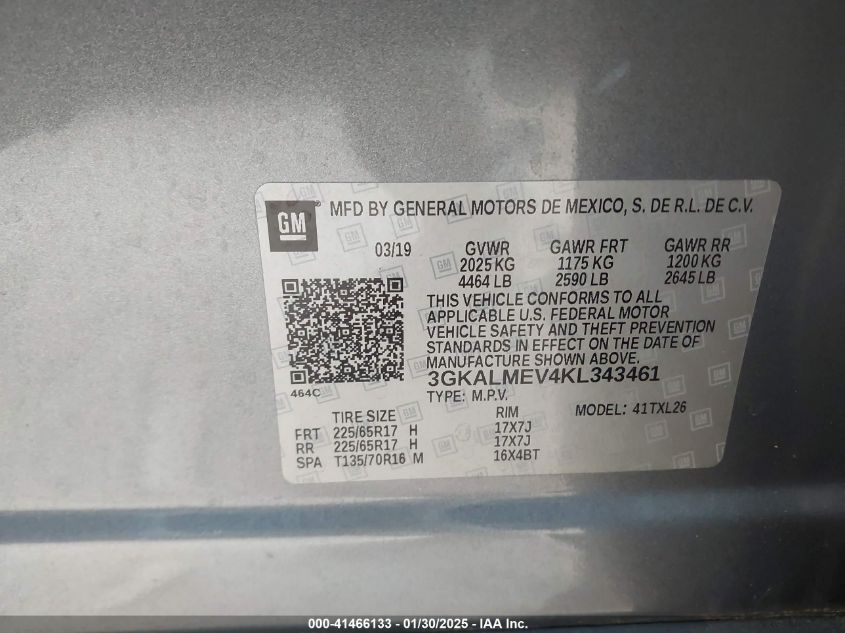 GM
MFD BY GENERAL MOTORS DE MEXICO, S. DE R.L. DE C.V.
03/19 GVWR GAWR FRT GAWR RR
2025 KG 1175 KG 1200 KG
4464 LB 2590 LB 2645 LB
THIS VEHICLE CONFORMS TO ALL
APPLICABLE U.S. FEDERAL MOTOR
VEHICLE SAFETY AND THEFT PREVENTION
STANDARDS IN EFFECT ON THE DATE OF
MANUFACTURE SHOWN ABOVE.
3GKALMEV4KL343461
464C
TYPE: M.P.V.
MODEL: 41TXL26
TIRE SIZE RIM
FRT 225/65R17 H 17X7J
RR 225/65R17 H 17X7J
SPA T135/70R16 M 16X4BT
000-41466133 - 01/30/2025 - IAA Inc.